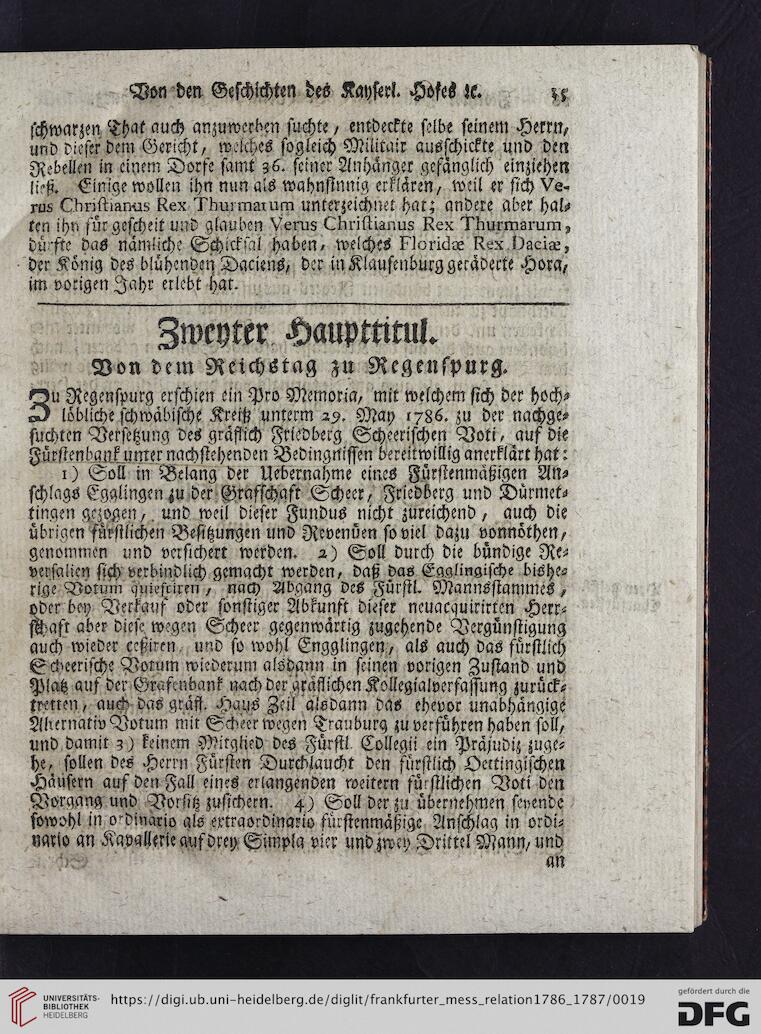 Von den Geschichten des Kayserl. Hofes ꝛc. 35
schwarzen That auch anzuwerben suchte, entdeckte selbe seinem Herrn,
und dieser dem Gericht, welches sogleich Militair ausschickte und den
Rebellen in einem Dorfe samt 36. seiner Anhänger gefänglich einziehen
ließ. Einige wollen ihn nun als wahnsinnig erklären, weil er sich Ve-
rus Christianus Rex Thurmarum unterzeichnet hat; andere aber hal-
ten ihn für gescheit und glauben Verus Christianus Rex Thurmarum,
dürfte das nämliche Schicksal haben, welches Floridæ Rex Daciæ,
der König des blühenden Daciens, der in Klausenburg geräderte Hora,
im vorigen Jahr erlebt hat.
Zweyter Haupttitul.
Von dem Reichstag zu Regenspurg.
Zu Regenspurg erschien ein Pro Memoria, mit welchem sich der hoch-
löbliche schwäbische Kreiß unterm 29. May 1786. zu der nachge-
suchten Versetzung des gräflich Friedberg Scheerischen Voti, auf die
Fürstenbank unter nachstehenden Bedingnissen bereitwillig anerklärt hat:
1) Soll in Belang der Uebernahme eines Fürstenmäßigen An-
schlags Egglingen zu der Grafschaft Scheer, Friedberg und Dürmet-
tingen gezogen, und weil dieser Fundus nicht zureichend, auch die
übrigen fürstlichen Besitzungen und Revenüen so viel dazu vonnöthen,
genommen und versichert werden. 2) Soll durch die bündige Re-
versalien sich verbindlich gemacht werden, daß das Egglingische bishe-
rige Votum quiesciren, nach Abgang des Fürstl. Mannsstammes,
oder bey Verkauf oder sonstiger Abkunft dieser neuacquirirten Herr-
schaft aber diese wegen Scheer gegenwärtig zugehende Vergünstigung
auch wieder ceßiren, und so wohl Engglingen, als auch das fürstlich
Scheerische Votum wiederum alsdann in seinen vorigen Zustand und
Platz auf der Grafenbank nach der gräflichen Kollegialverfassung zurück-
tretten, auch das gräfl. Haus Zeil alsdann das ehevor unabhängige
Alternativ Votum mit Scheer wegen Trauburg zu verführen haben soll,
und damit 3) keinem Mitglied des Fürstl. Collegii ein Präjudiz zuge-
he, sollen des Herrn Fürsten Durchlaucht den fürstlich Oettingischen
Häusern auf den Fall eines erlangenden weitern fürstlichen Voti den
Vorgang und Vorsitz zusichern. 4) Soll der zu übernehmen seyende
sowohl in ordinario als extraordinario fürstenmäßige Anschlag in ordi-
nario an Kavallerie auf drey Simpla vier und zwey Drittel Mann, und
an
UNIVERSITÄTS-
BIBLIOTHEK
HEIDELBERG
https://digi.ub.uni-heidelberg.de/diglit/frankfurter_mess_relation1786_1787/0019
gefördert durch die
DFG